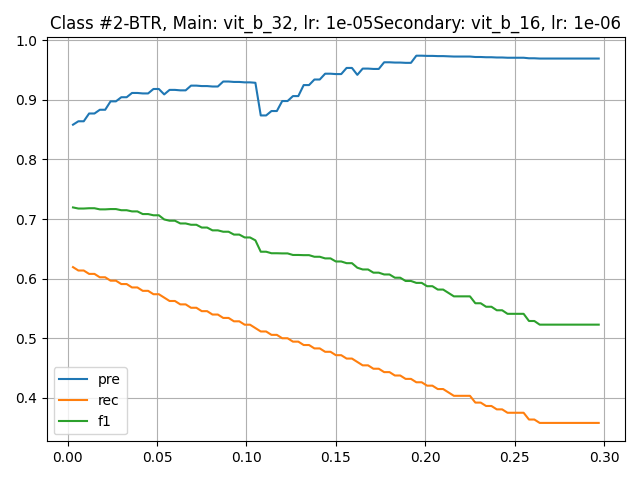 Class #2-BTR, Main: vit_b_32, lr: 1e-05Secondary: vit_b_16, lr: 1e-06
1.0
0.9
0.8
0.7
0.6
0.5
0.4
pre
rec
f1
0.00 0.05 0.10 0.15 0.20 0.25 0.30